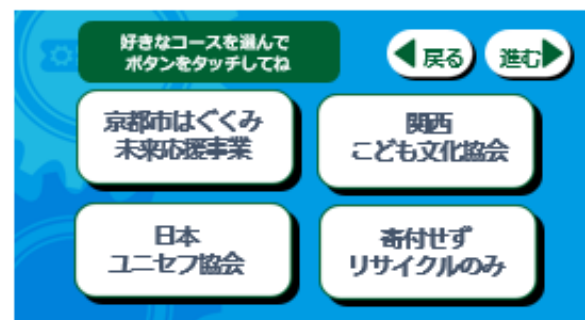 好きなコースを選んで
ボタンをタッチしてね
戻る
進む
京都市はぐくみ
未来応援事業
関西
こども文化協会
日本
ユニセフ協会
寄付せず
リサイクルのみ